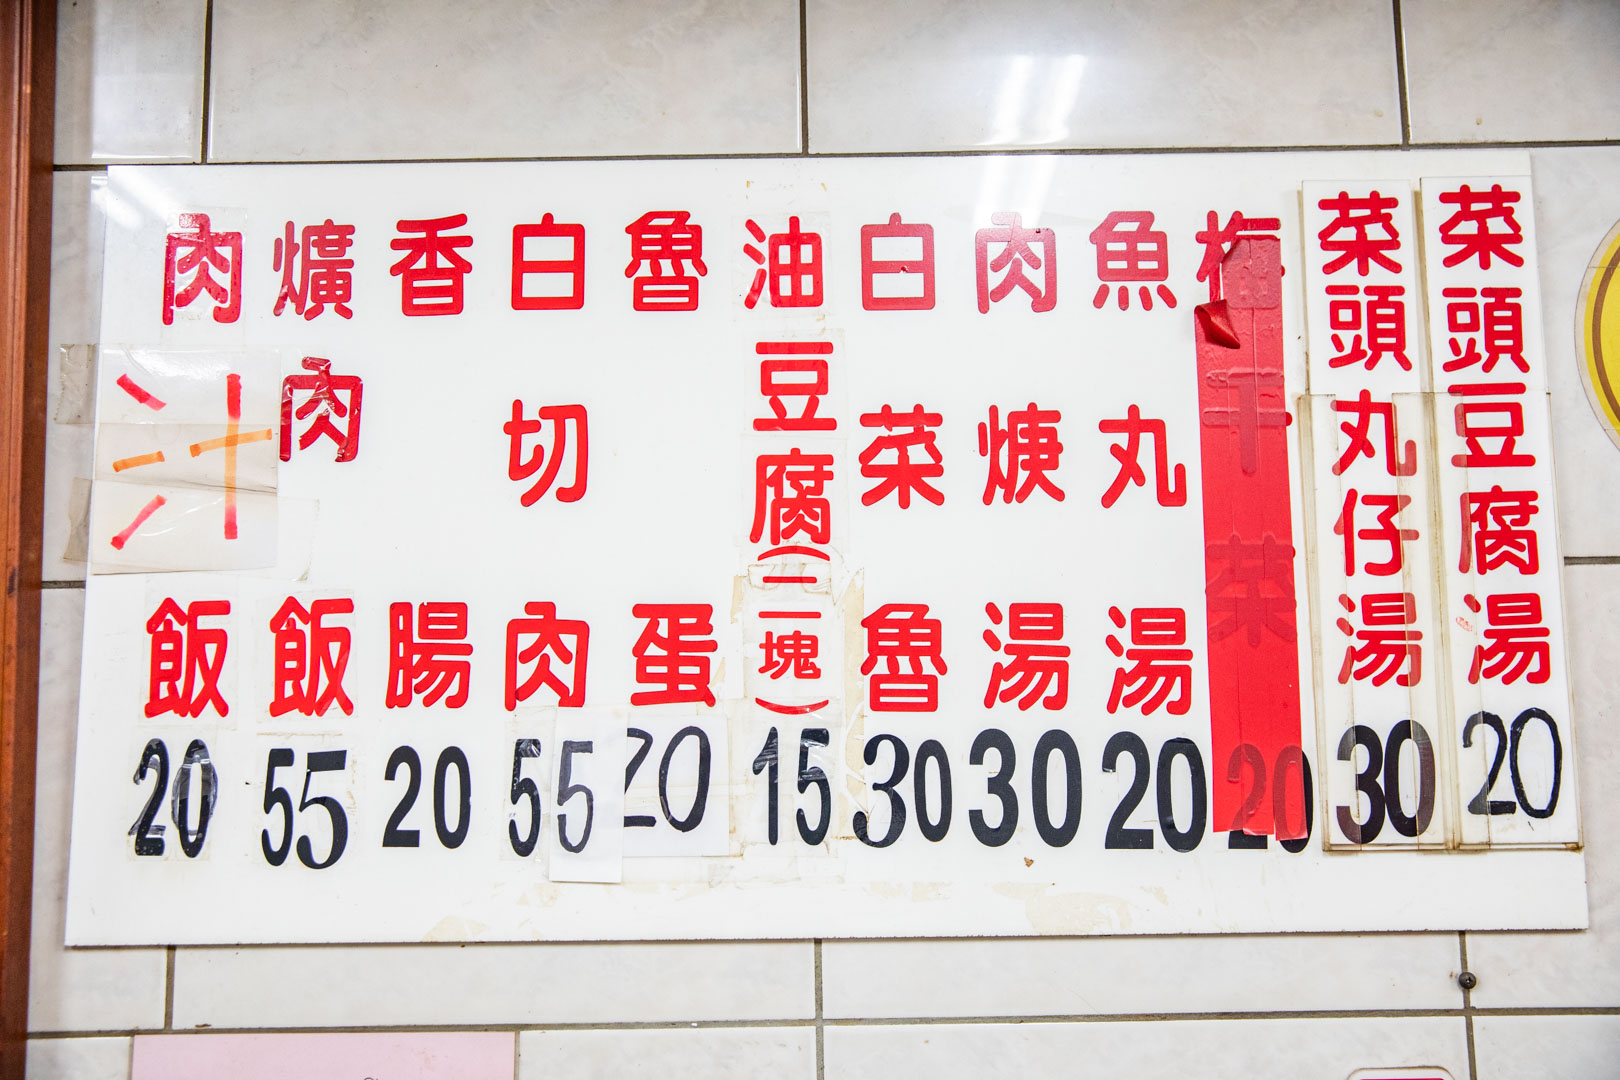 肉汁飯 20
爌肉飯 55
香腸 20
白切肉 55
魯蛋 20
油豆腐(二塊) 15
白菜魯 30
肉焿湯 30
魚丸湯 20
梅干菜 20
菜頭丸仔湯 30
菜頭豆腐湯 20